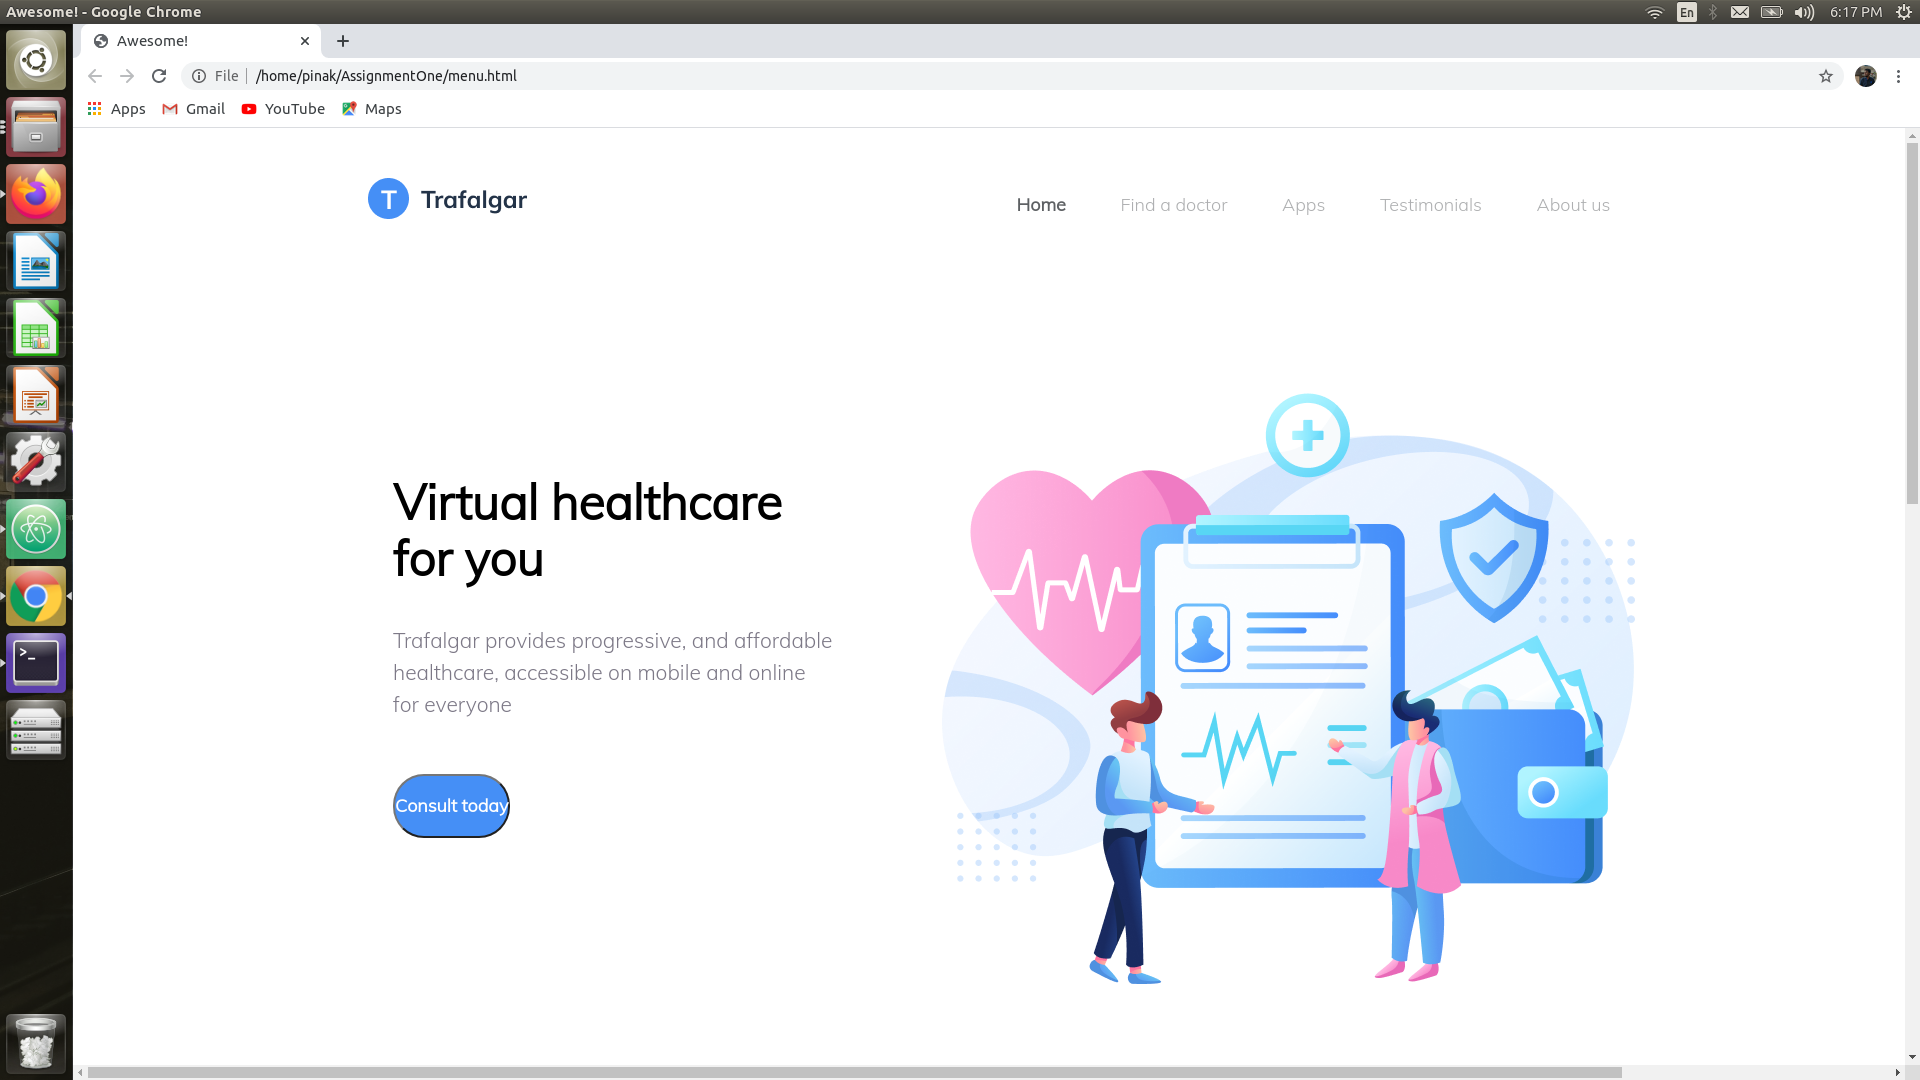 Awesome! - Google Chrome
En
6:17 PM
Awesome!
File
/home/pinak/AssignmentOne/menu.html
Apps
Gmail
YouTube
Maps
T
Trafalgar
Home
Find a doctor
Apps
Testimonials
About us
Virtual healthcare
for you
Trafalgar provides progressive, and affordable
healthcare, accessible on mobile and online
for everyone
Consult today